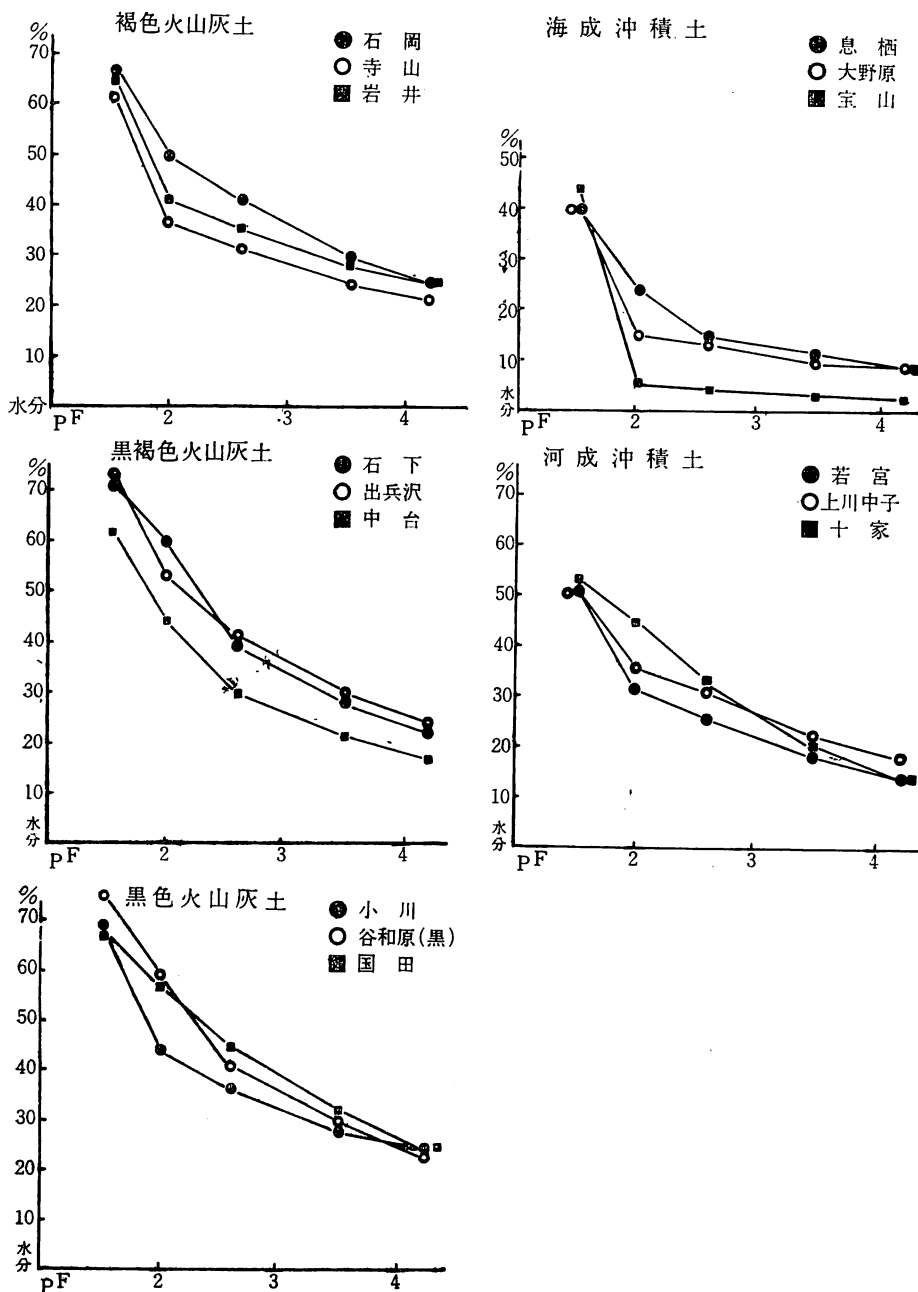 褐色火山灰土
● 石岡
○ 寺山
■ 岩井
%
70
60
50
40
30
20
10
水分
pF
2
3
4
海成沖積土
● 息栖
○ 大野原
■ 宝山
%
50
40
30
20
10
水分
pF
2
3
4
黒褐色火山灰土
● 石下
○ 出兵沢
■ 中台
%
70
60
50
40
30
20
10
水分
pF
2
3
4
河成沖積土
● 若宮
○ 上川中子
■ 十家
%
70
60
50
40
30
20
10
水分
pF
2
3
4
黒色火山灰土
● 小川
○ 谷和原(黒)
■ 国田
%
70
60
50
40
30
20
10
水分
pF
2
3
4